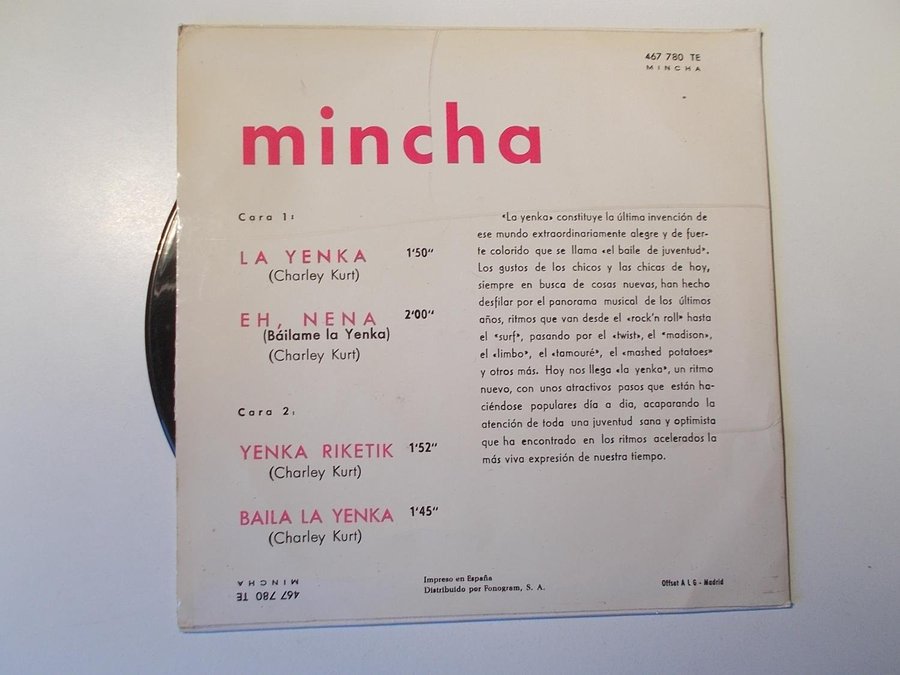 467 780 TE
MINCHA
mincha
Cara 1:
LA YENKA 1'50"
(Charley Kurt)
EH, NENA 2'00"
(Báilame la Yenka)
(Charley Kurt)
Cara 2:
YENKA RIKETIK 1'52"
(Charley Kurt)
BAILA LA YENKA 1'45"
(Charley Kurt)
«La yenka» constituye la última invención de
ese mundo extraordinariamente alegre y de fuer-
te colorido que se llama «el baile de juventud».
Los gustos de los chicos y las chicas de hoy,
siempre en busca de cosas nuevas, han hecho
desfilar por el panorama musical de los últimos
años, ritmos que van desde el «rock'n roll» hasta
el «surf», pasando por el «twist», el «madison»,
el «limbo», el «tamouré», el «mashed potatoes»
y otros más. Hoy nos llega «la yenka», un ritmo
nuevo, con unos atractivos pasos que están ha-
ciéndose populares día a dia, acaparando la
atención de toda una juventud sana y optimista
que ha encontrado en los ritmos acelerados la
más viva expresión de nuestra tiempo.
467 780 TE
MINCHA
Impreso en España
Distribuido por Fonogram, S. A.
Offset A L G - Madrid